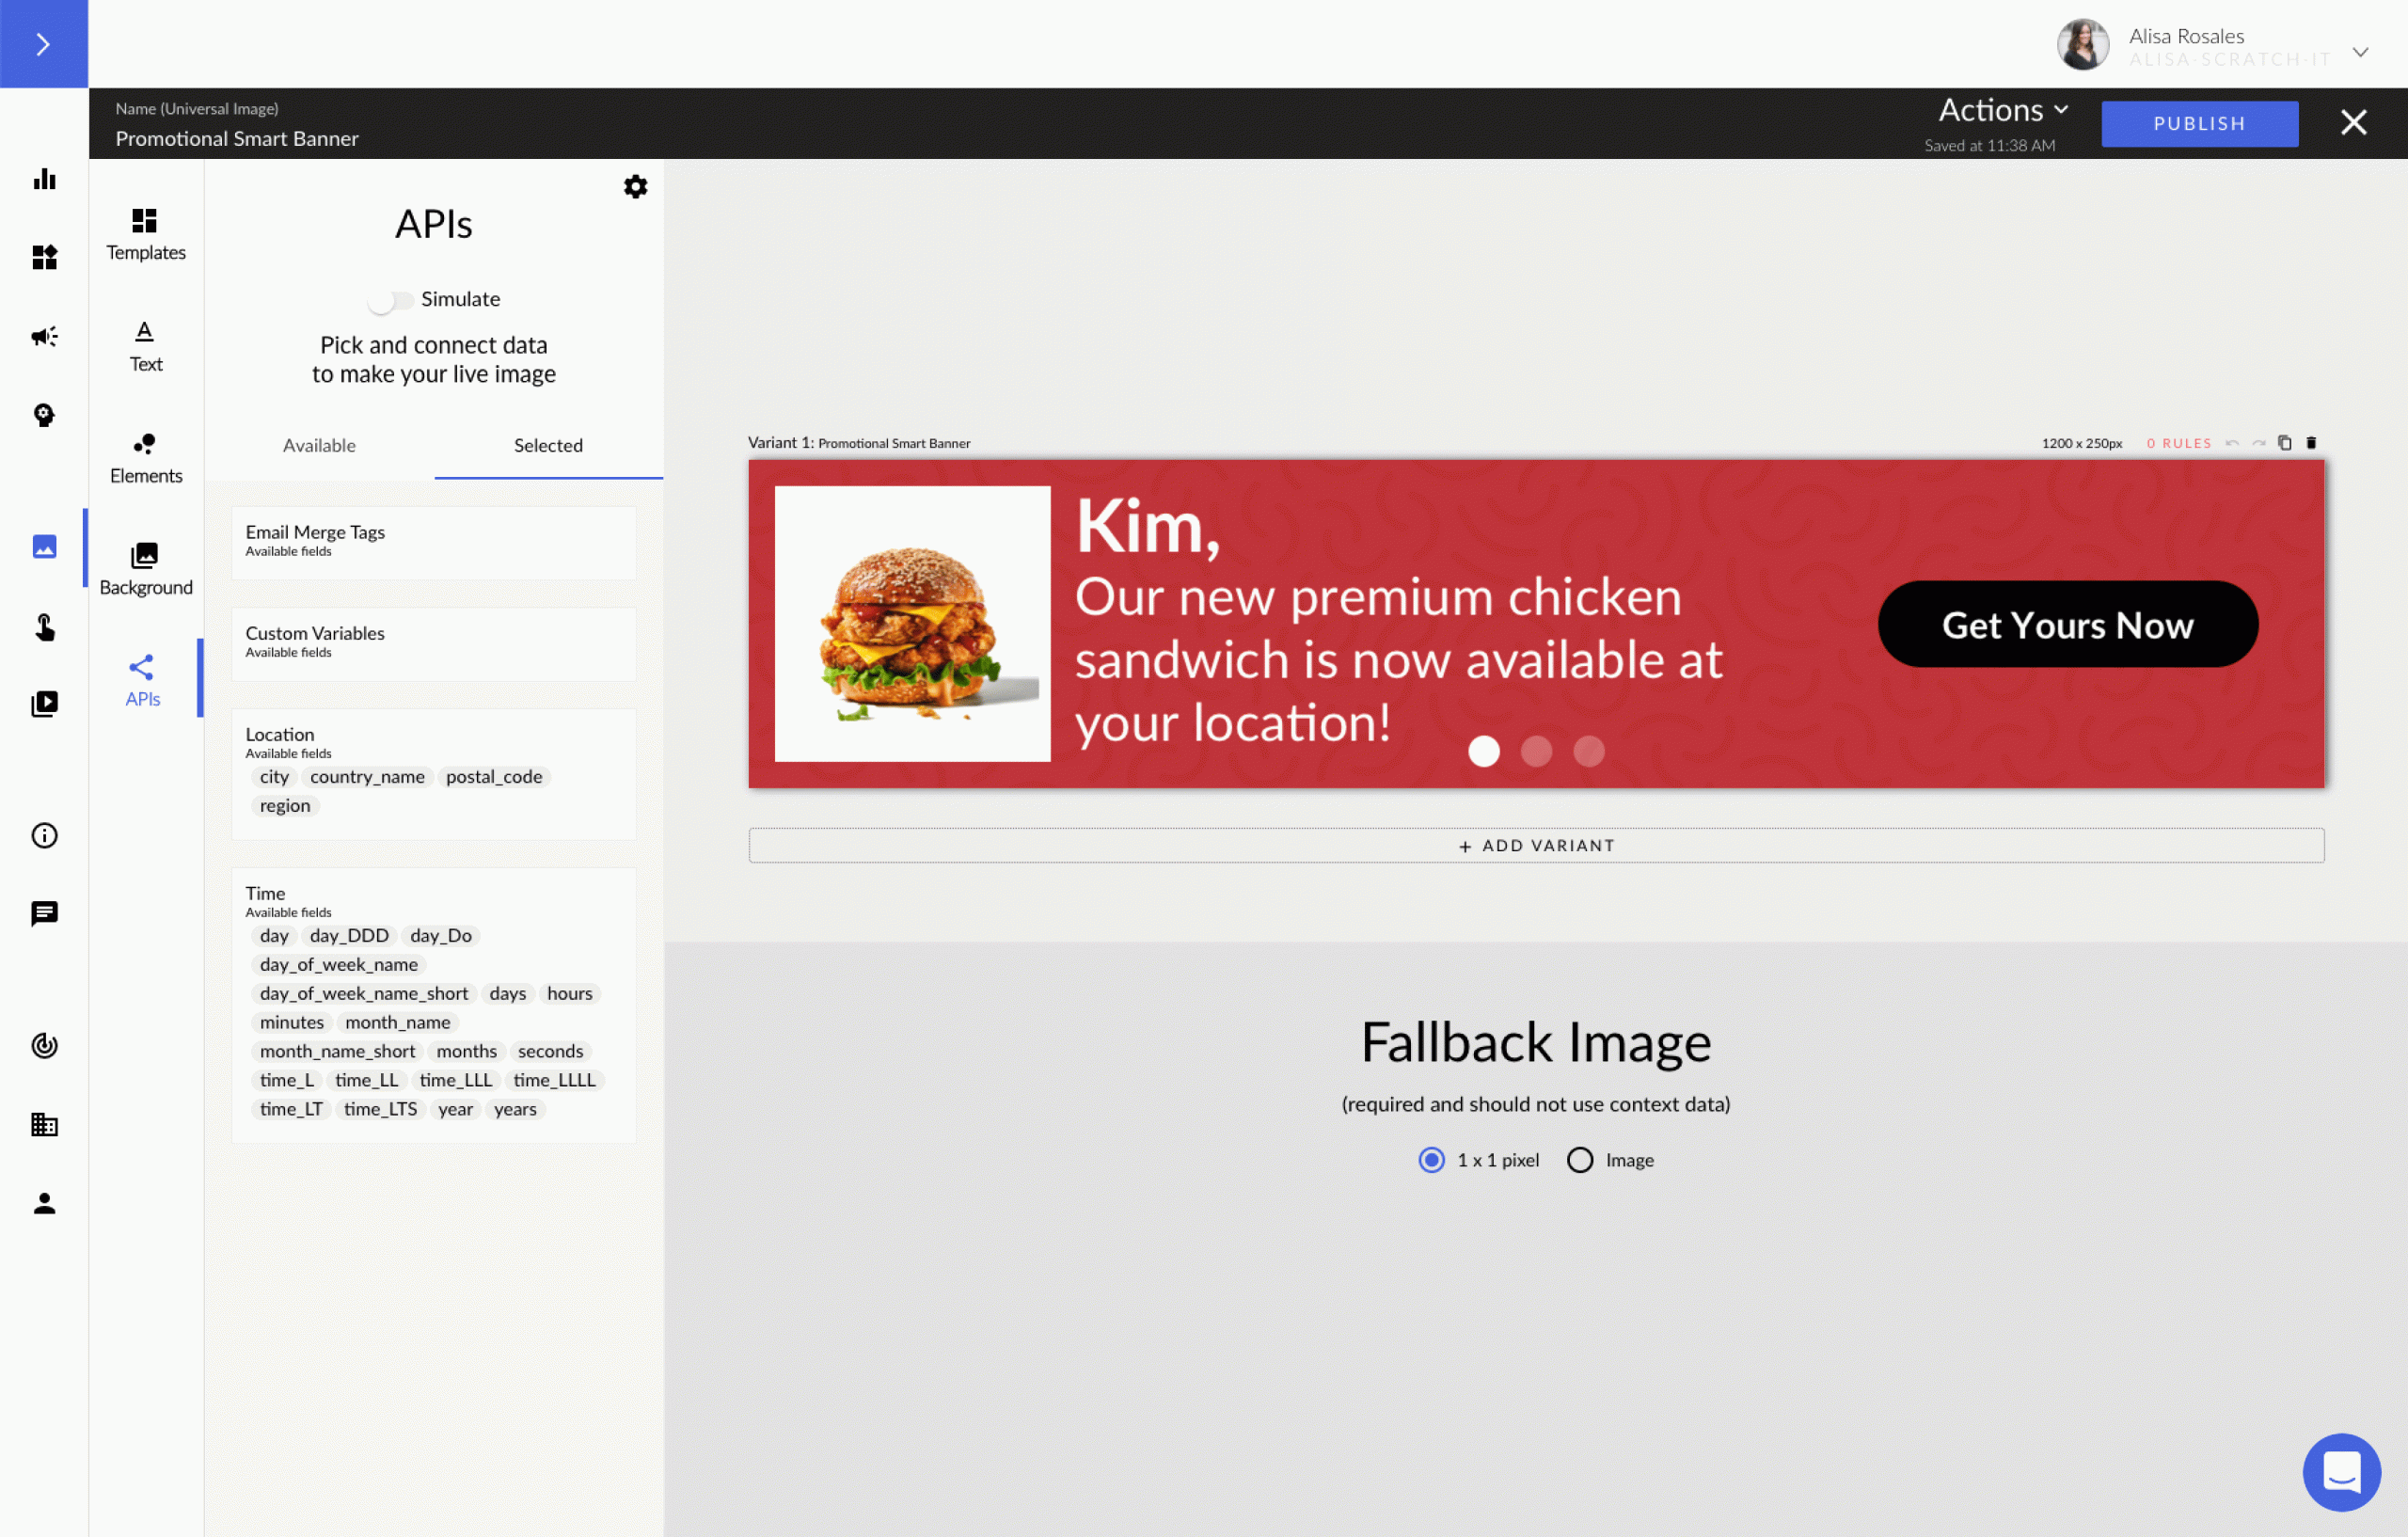 Alisa Rosales
ALISA-SCRATCH-IT
Name (Universal Image)
Promotional Smart Banner
Actions
Saved at 11:38 AM
PUBLISH
Templates
Text
Elements
Background
APIs
APIs
Simulate
Pick and connect data
to make your live image
Available
Selected
Email Merge Tags
Available fields
Custom Variables
Available fields
Location
Available fields
city country_name postal_code
region
Time
Available fields
day day_DDD day_Do
day_of_week_name
day_of_week_name_short days hours
minutes month_name
month_name_short months seconds
time_L time_LL time_LLL time_LLLL
time_LT time_LTS year years
Variant 1: Promotional Smart Banner
1200 x 250px 0 RULES
Kim,
Our new premium chicken
sandwich is now available at
your location!
Get Yours Now
+ ADD VARIANT
Fallback Image
(required and should not use context data)
1 x 1 pixel Image